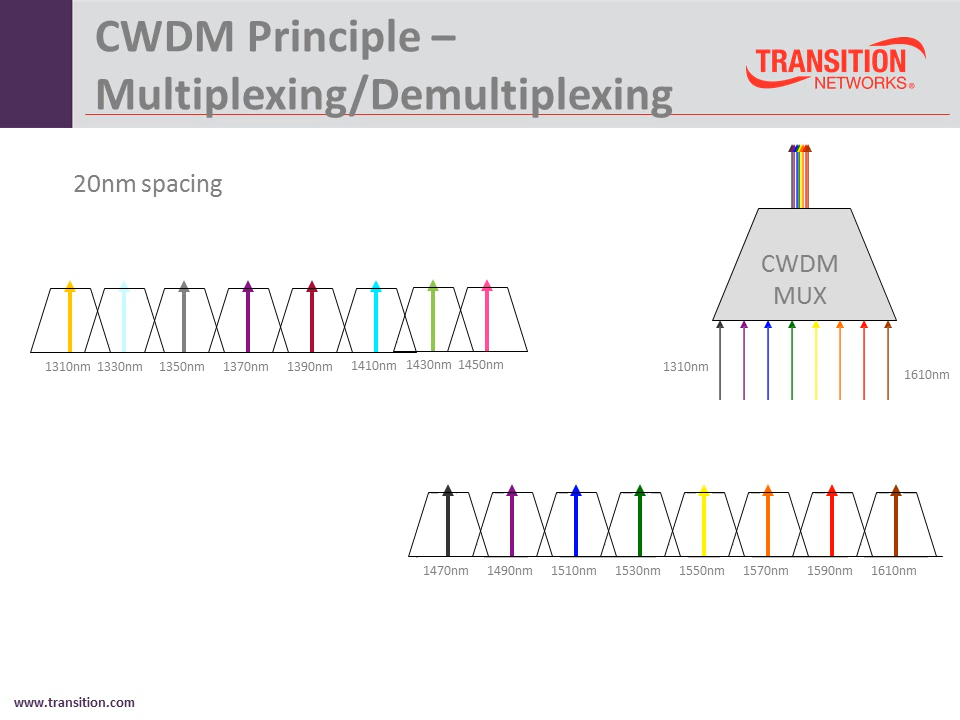 CWDM Principle –
Multiplexing/Demultiplexing
TRANSITION
NETWORKS®
20nm spacing
CWDM
MUX
1310nm 1330nm 1350nm 1370nm 1390nm 1410nm 1430nm 1450nm
1310nm
1610nm
1470nm 1490nm 1510nm 1530nm 1550nm 1570nm 1590nm 1610nm
www.transition.com